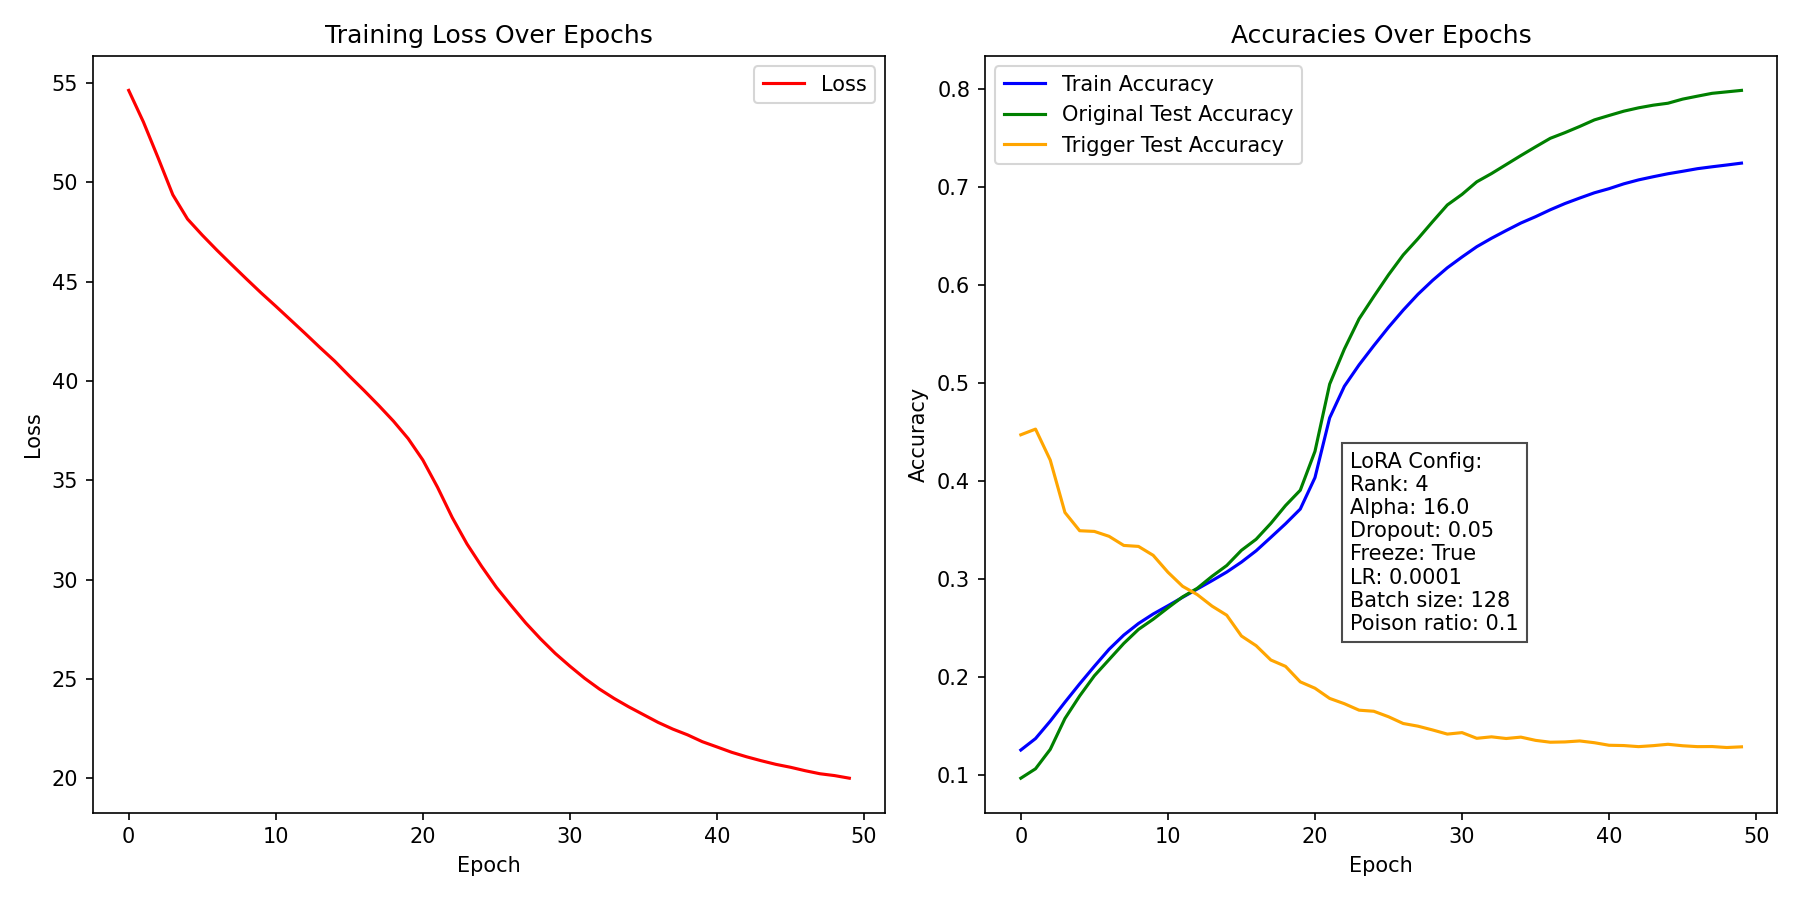 Training Loss Over Epochs
55
50
45
40
35
30
25
20
Loss
Loss
0 10 20 30 40 50
Epoch
Accuracies Over Epochs
0.8
0.7
0.6
0.5
0.4
0.3
0.2
0.1
Accuracy
Train Accuracy
Original Test Accuracy
Trigger Test Accuracy
LoRA Config:
Rank: 4
Alpha: 16.0
Dropout: 0.05
Freeze: True
LR: 0.0001
Batch size: 128
Poison ratio: 0.1
0 10 20 30 40 50
Epoch